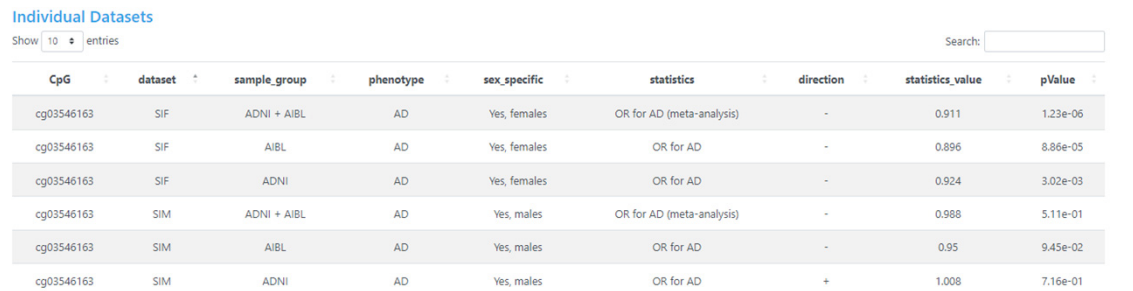 Individual Datasets
Show 10 entries Search:
CpG dataset sample_group phenotype sex_specific statistics direction statistics_value pValue
cg03546163 SIF ADNI + AIBL AD Yes, females OR for AD (meta-analysis) - 0.911 1.23e-06
cg03546163 SIF AIBL AD Yes, females OR for AD - 0.896 8.86e-05
cg03546163 SIF ADNI AD Yes, females OR for AD - 0.924 3.02e-03
cg03546163 SIM ADNI + AIBL AD Yes, males OR for AD (meta-analysis) - 0.988 5.11e-01
cg03546163 SIM AIBL AD Yes, males OR for AD - 0.95 9.45e-02
cg03546163 SIM ADNI AD Yes, males OR for AD + 1.008 7.16e-01